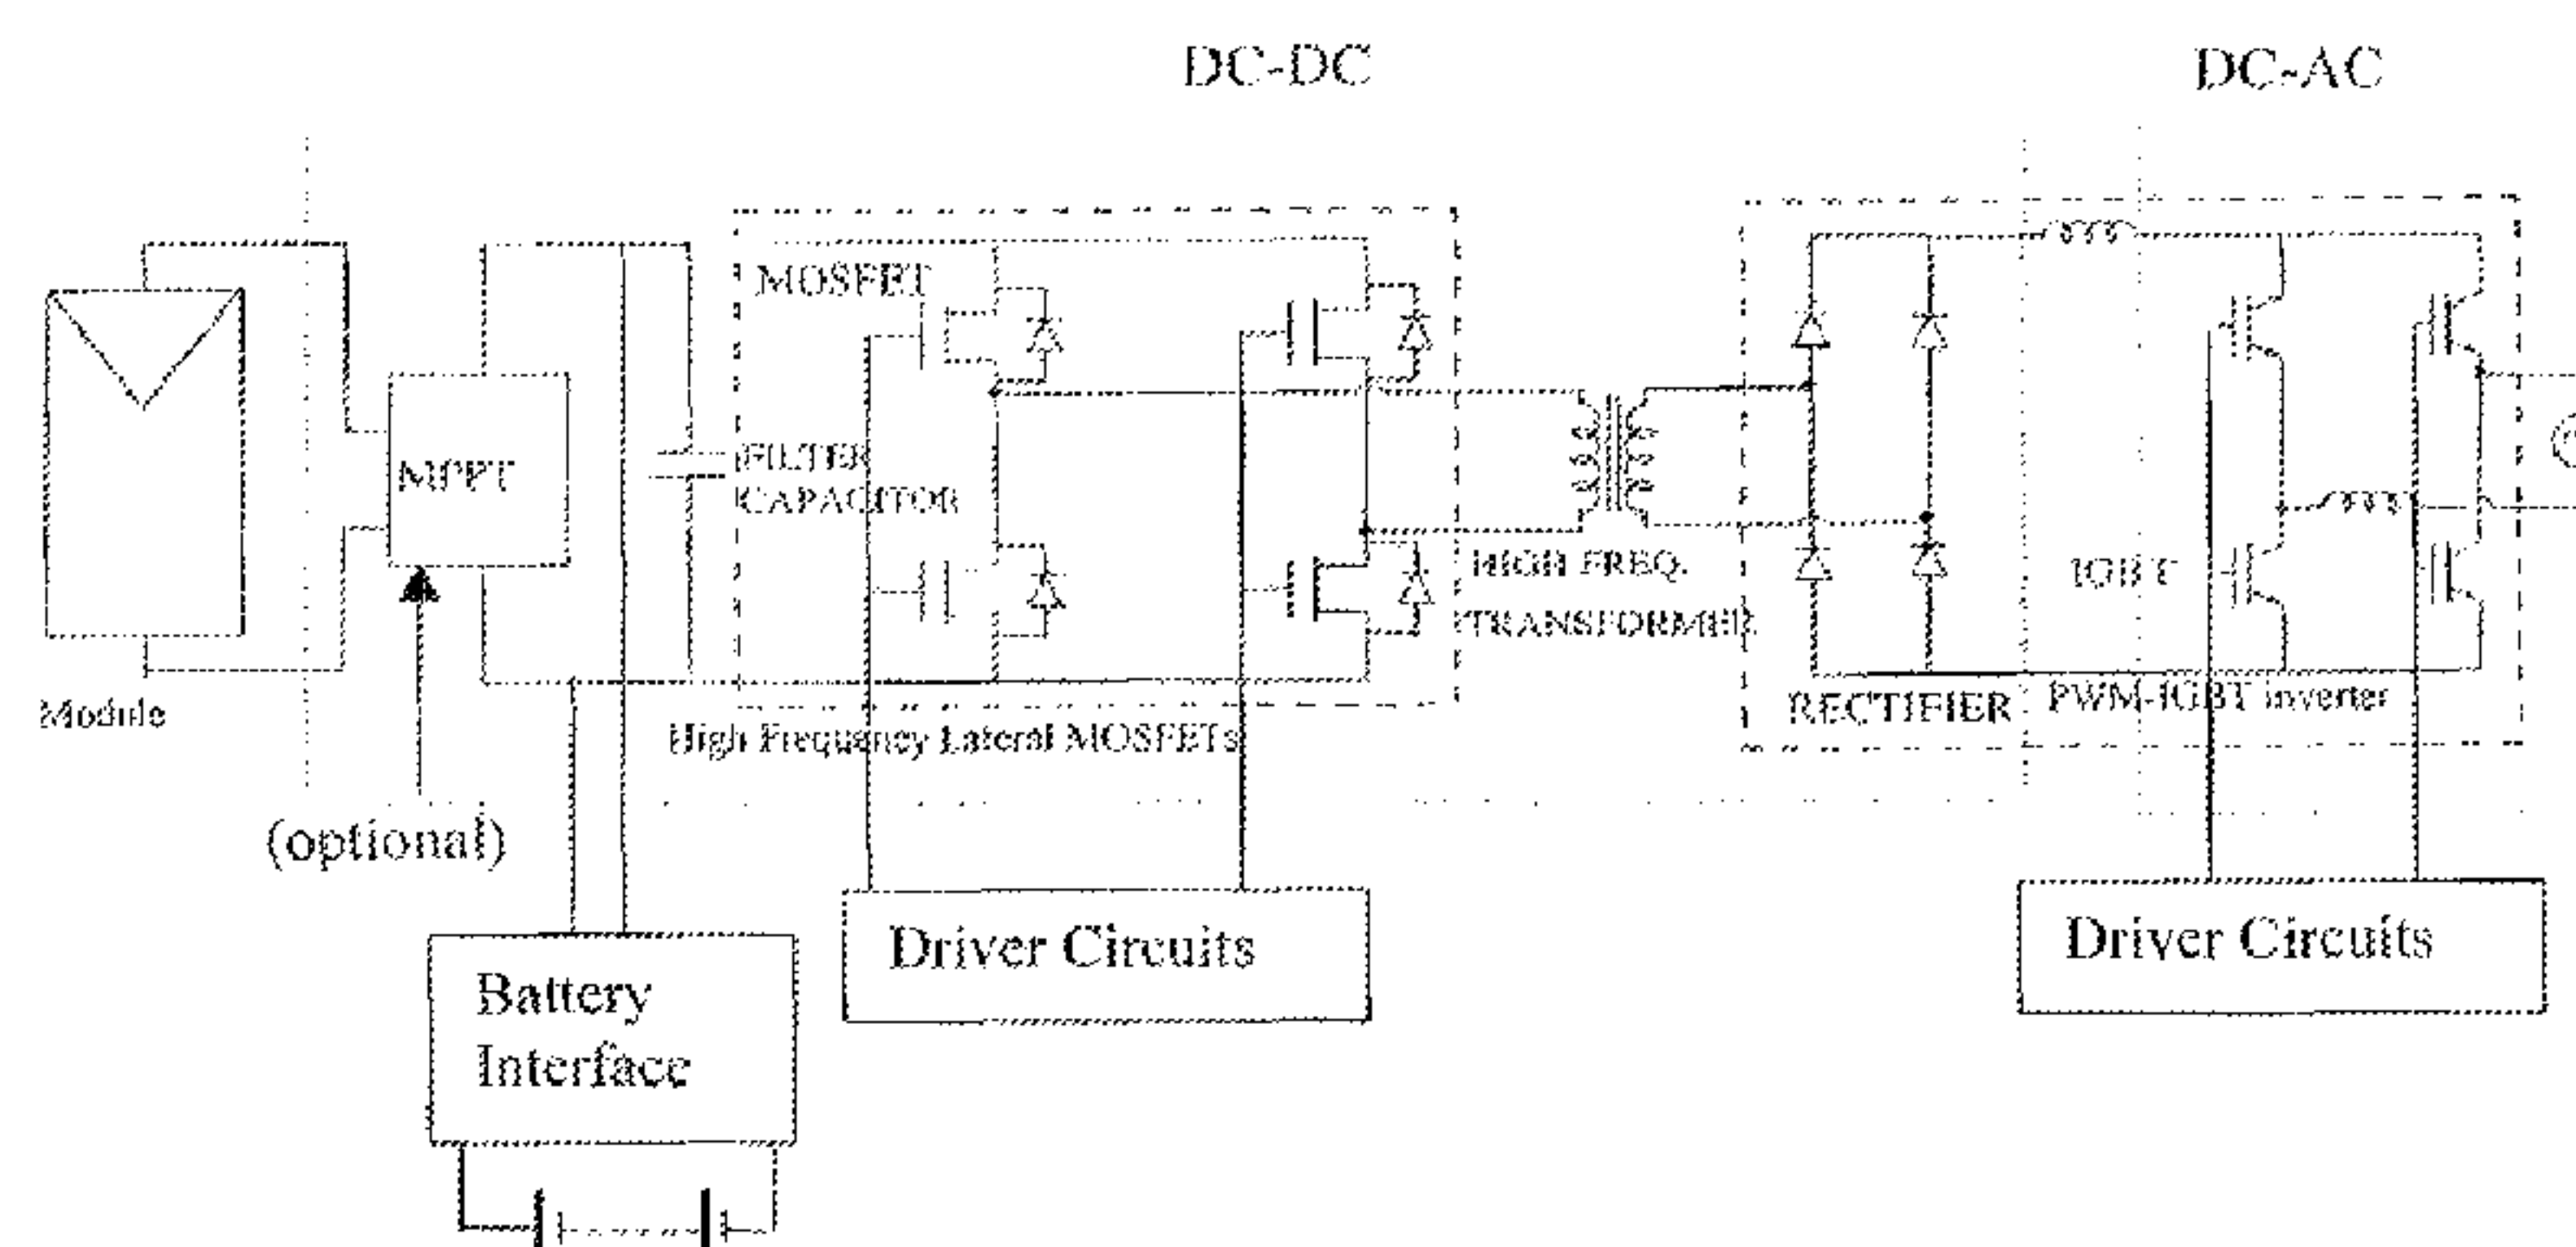 DC-DC
DC-AC
MOSFET
MPPT
FILTER
CAPACITOR
HIGH FREQ.
TRANSFORMER
IGBT
Module
RECTIFIER
PWM-IGBT inverter
High Frequency Lateral MOSFETs
(optional)
Driver Circuits
Driver Circuits
Battery
Interface